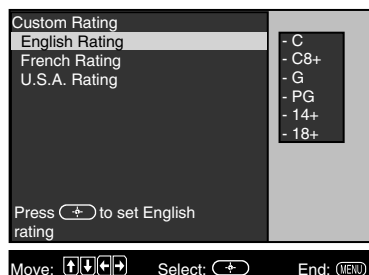 Custom Rating
English Rating
French Rating
U.S.A. Rating
- C
- C8+
- G
- PG
- 14+
- 18+
Press to set English
rating
Move: Select: End: MENU